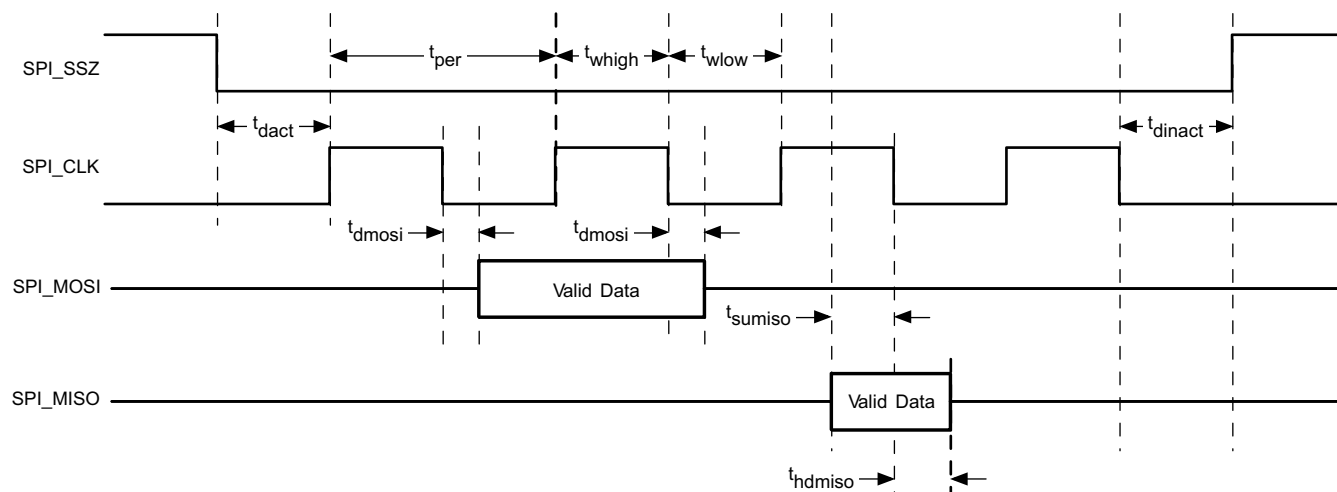 SPI_SSZ
t_per
t_whigh
t_wlow
t_dact
t_dinact
SPI_CLK
t_dmosi
t_dmosi
SPI_MOSI
Valid Data
t_sumiso
SPI_MISO
Valid Data
t_hdmiso